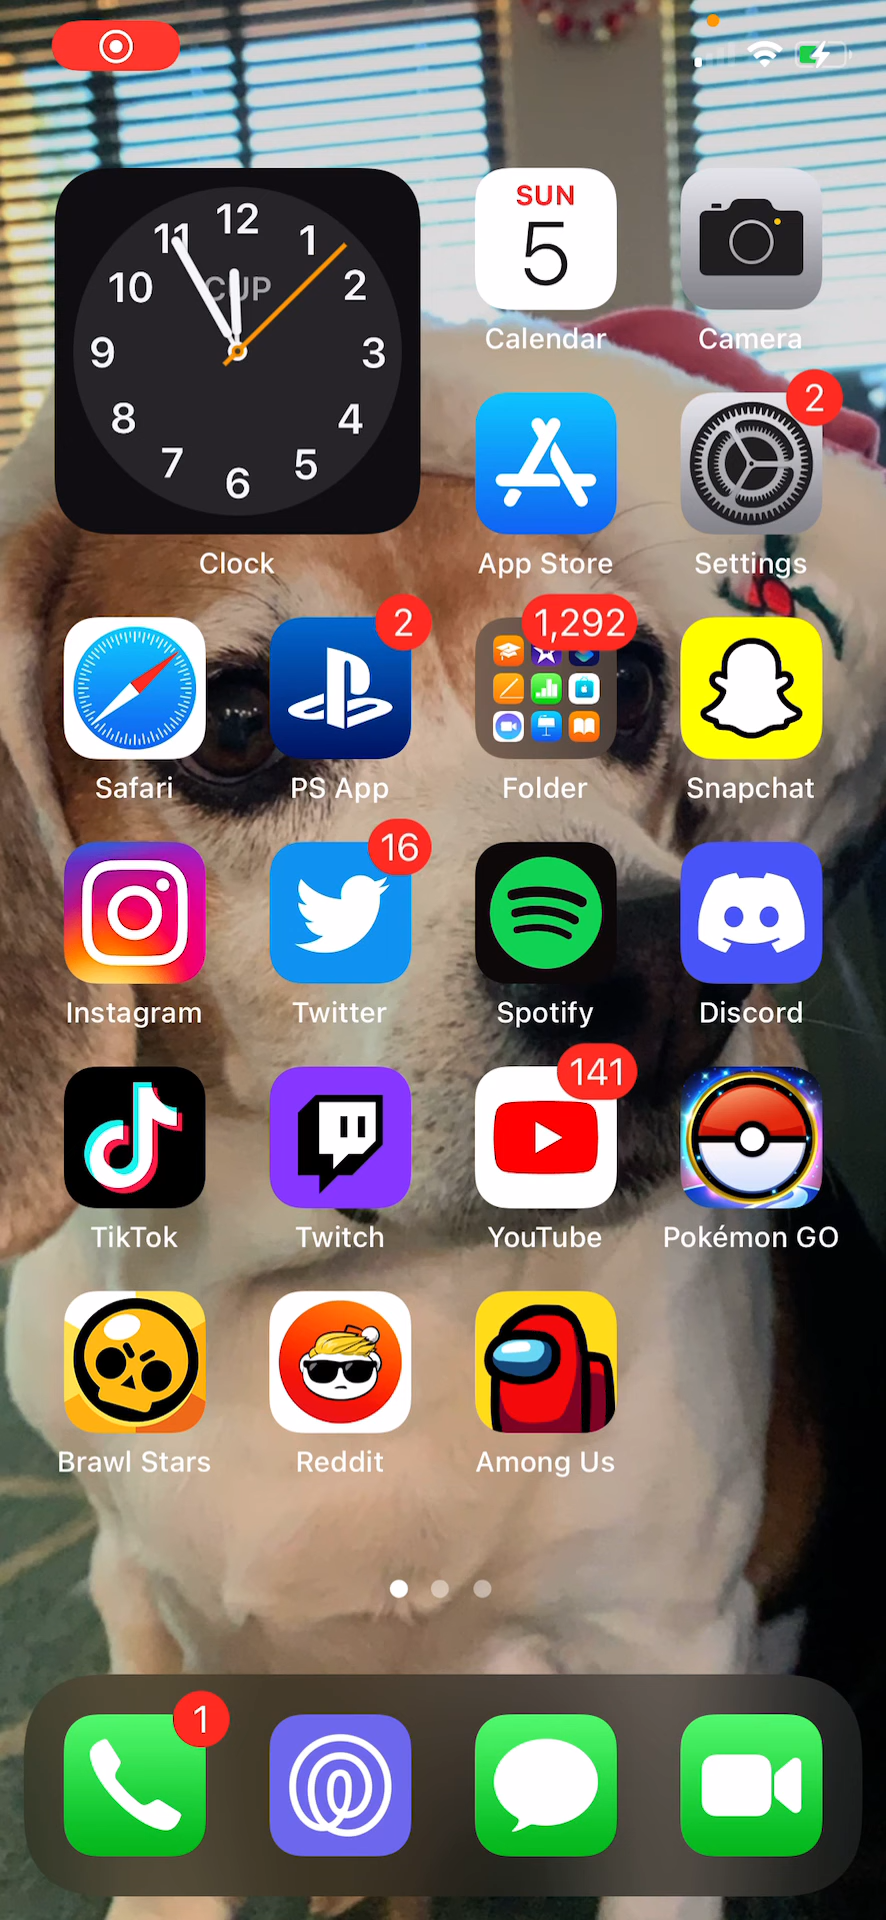 12
11
1
CUP
10
2
9
3
8
4
7
5
6
Clock
SUN
5
Calendar
Camera
App Store
2
Settings
Safari
2
PS App
1,292
Folder
Snapchat
Instagram
16
Twitter
Spotify
Discord
TikTok
Twitch
141
YouTube
Pokémon GO
Brawl Stars
Reddit
Among Us
1